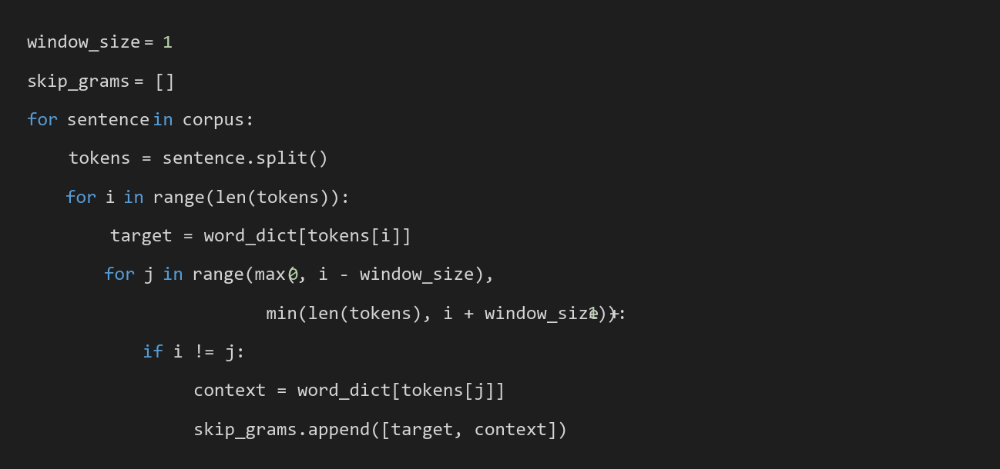 window_size = 1
skip_grams = []
for sentence in corpus:
    tokens = sentence.split()
    for i in range(len(tokens)):
        target = word_dict[tokens[i]]
        for j in range(max(0, i - window_size),
                       min(len(tokens), i + window_size + 1)):
            if i != j:
                context = word_dict[tokens[j]]
                skip_grams.append([target, context])